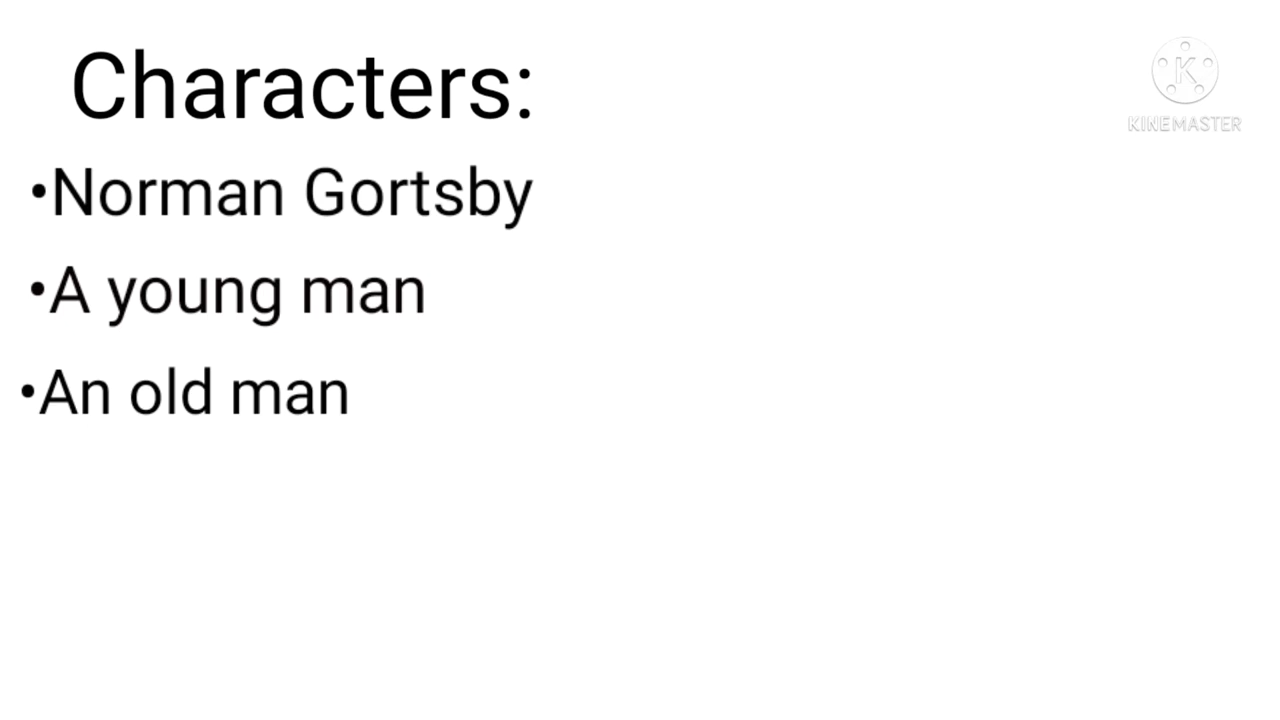 Characters:
•Norman Gortsby
•A young man
•An old man
K
KINEMASTER